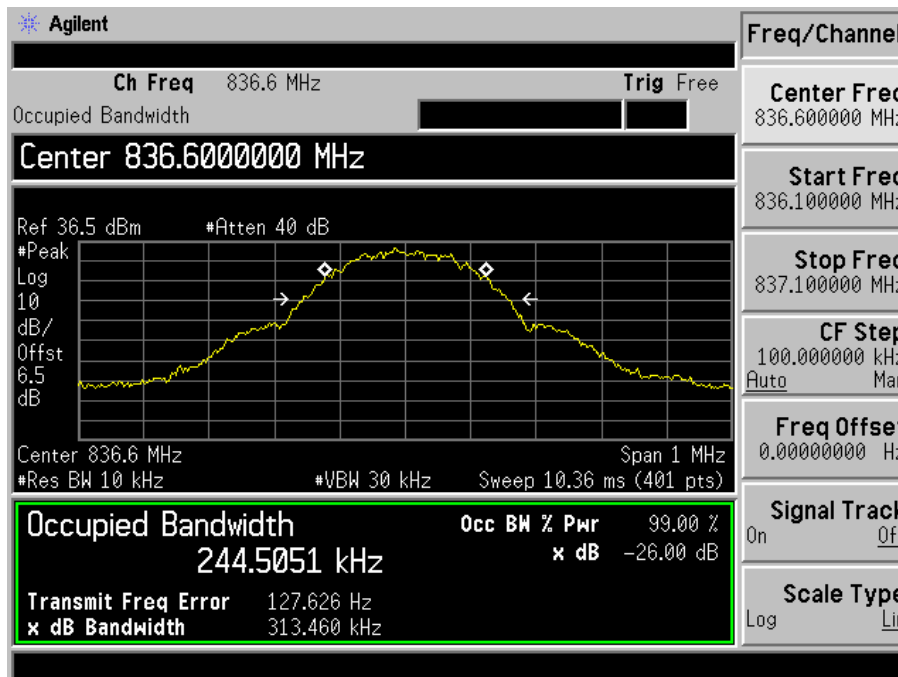 Agilent
Freq/Channel
Ch Freq 836.6 MHz Trig Free
Occupied Bandwidth
Center 836.6000000 MHz
Ref 36.5 dBm #Atten 40 dB
#Peak
Log
10
dB/
Offst
6.5
dB
Center 836.6 MHz Span 1 MHz
#Res BW 10 kHz #VBW 30 kHz Sweep 10.36 ms (401 pts)
Occupied Bandwidth
244.5051 kHz
Occ BW % Pwr 99.00 %
x dB -26.00 dB
Transmit Freq Error 127.626 Hz
x dB Bandwidth 313.460 kHz
Center Freq
836.600000 MHz
Start Freq
836.100000 MHz
Stop Freq
837.100000 MHz
CF Step
100.000000 kHz
Auto Man
Freq Offset
0.00000000 Hz
Signal Track
On Off
Scale Type
Log Lin